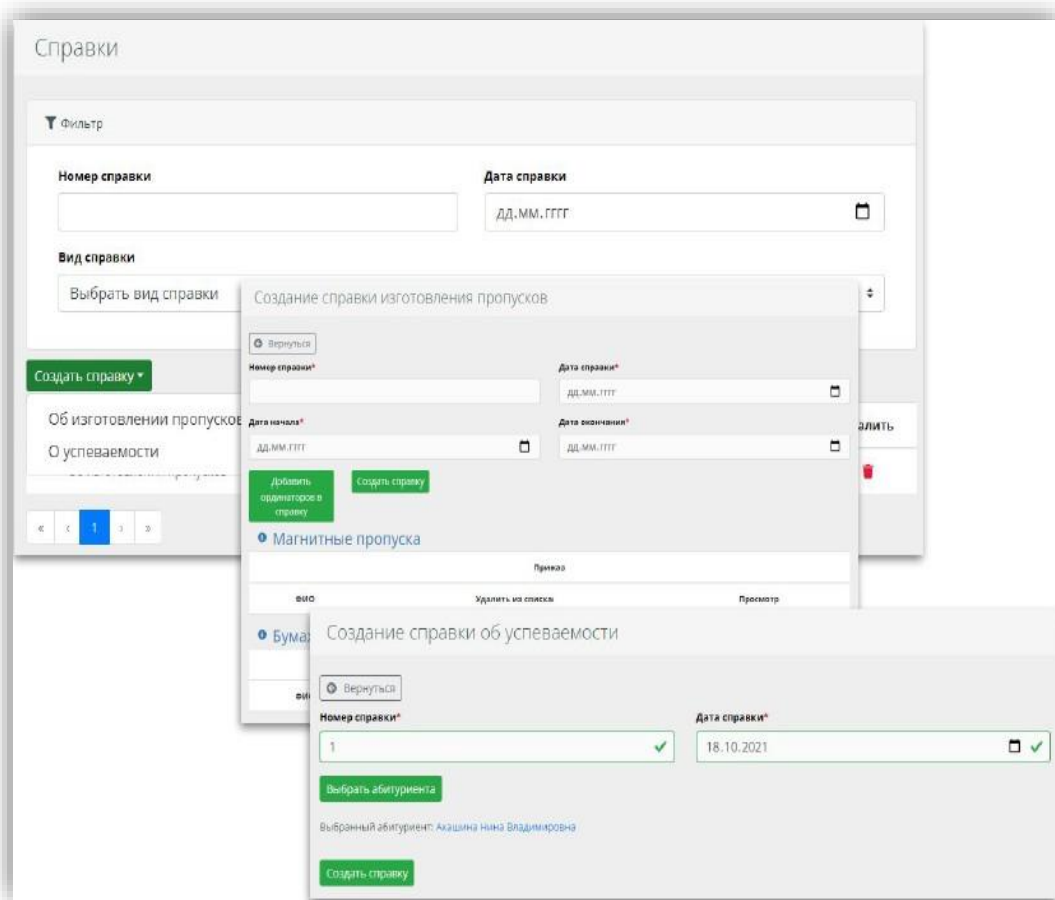 Справки
Фильтр
Номер справки
Дата справки
дд.мм.гггг
Вид справки
Выбрать вид справки
Создать справку
Об изготовлении пропусков
О успеваемости
алить
« ‹ 1 › »
Создание справки изготовления пропусков
Вернуться
Номер справки*
Дата справки*
дд.мм.гггг
Дата начала*
Дата окончания*
дд.мм.гггг
дд.мм.гггг
Добавить
ординаторов в
справку
Создать справку
Магнитные пропуска
Приказ
ФИО
Удалить из списка
Просмотр
Бума
Создание справки об успеваемости
Вернуться
Номер справки*
Дата справки*
1
18.10.2021
Выбрать абитуриента
Выбранный абитуриент: Акашина Нина Владимировна
Создать справку